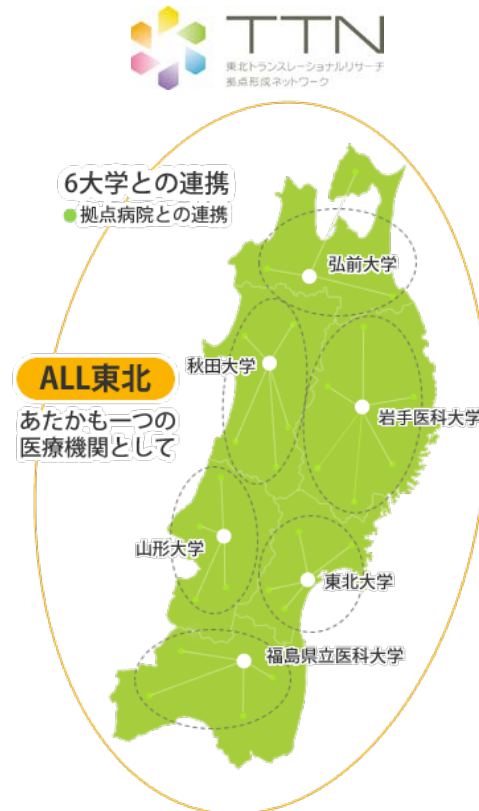 TTN
東北トランスレーショナルリサーチ
拠点形成ネットワーク
6大学との連携
拠点病院との連携
弘前大学
秋田大学
ALL東北
あたかも一つの
医療機関として
岩手医科大学
山形大学
東北大学
福島県立医科大学